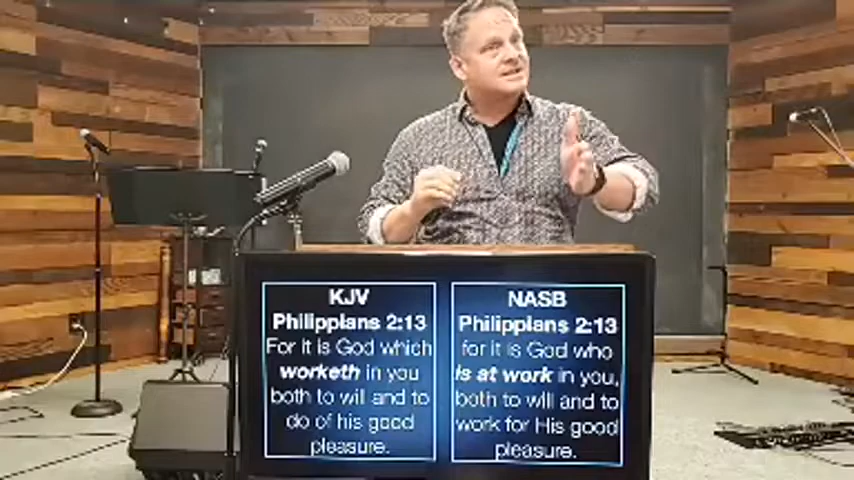 KJV
Philippians 2:13
For it is God which
worketh in you
both to will and to
do of his good
pleasure.
NASB
Philippians 2:13
for it is God who
is at work in you,
both to will and to
work for His good
pleasure.